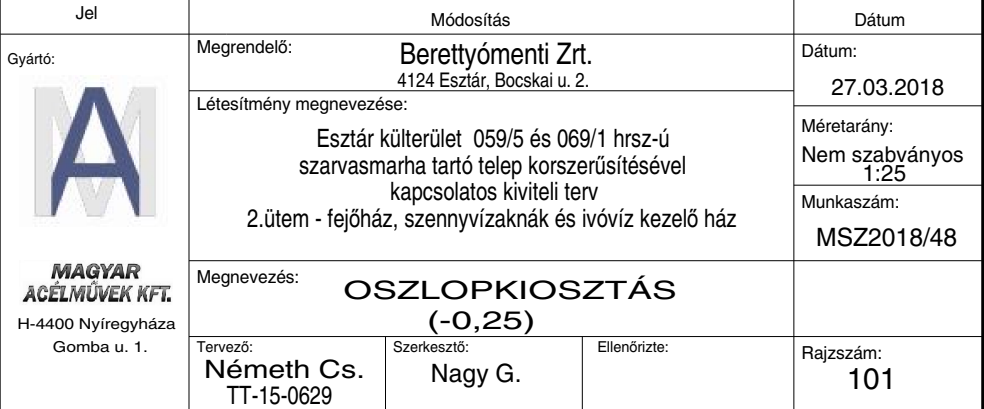 Jel
Módosítás
Dátum
Gyártó:
MAGYAR
ACÉLMŰVEK KFT.
H-4400 Nyíregyháza
Gomba u. 1.
Megrendelő:
Berettyómenti Zrt.
4124 Esztár, Bocskai u. 2.
Létesítmény megnevezése:
Esztár külterület 059/5 és 069/1 hrsz-ú
szarvasmarha tartó telep korszerűsítésével
kapcsolatos kiviteli terv
2.ütem - fejőház, szennyvízaknák és ivóvíz kezelő ház
Megnevezés:
OSZLOPKIOSZTÁS
(-0,25)
Tervező:
Németh Cs.
TT-15-0629
Szerkesztő:
Nagy G.
Ellenőrizte:
Dátum:
27.03.2018
Méretarány:
Nem szabványos
1:25
Munkaszám:
MSZ2018/48
Rajzszám:
101